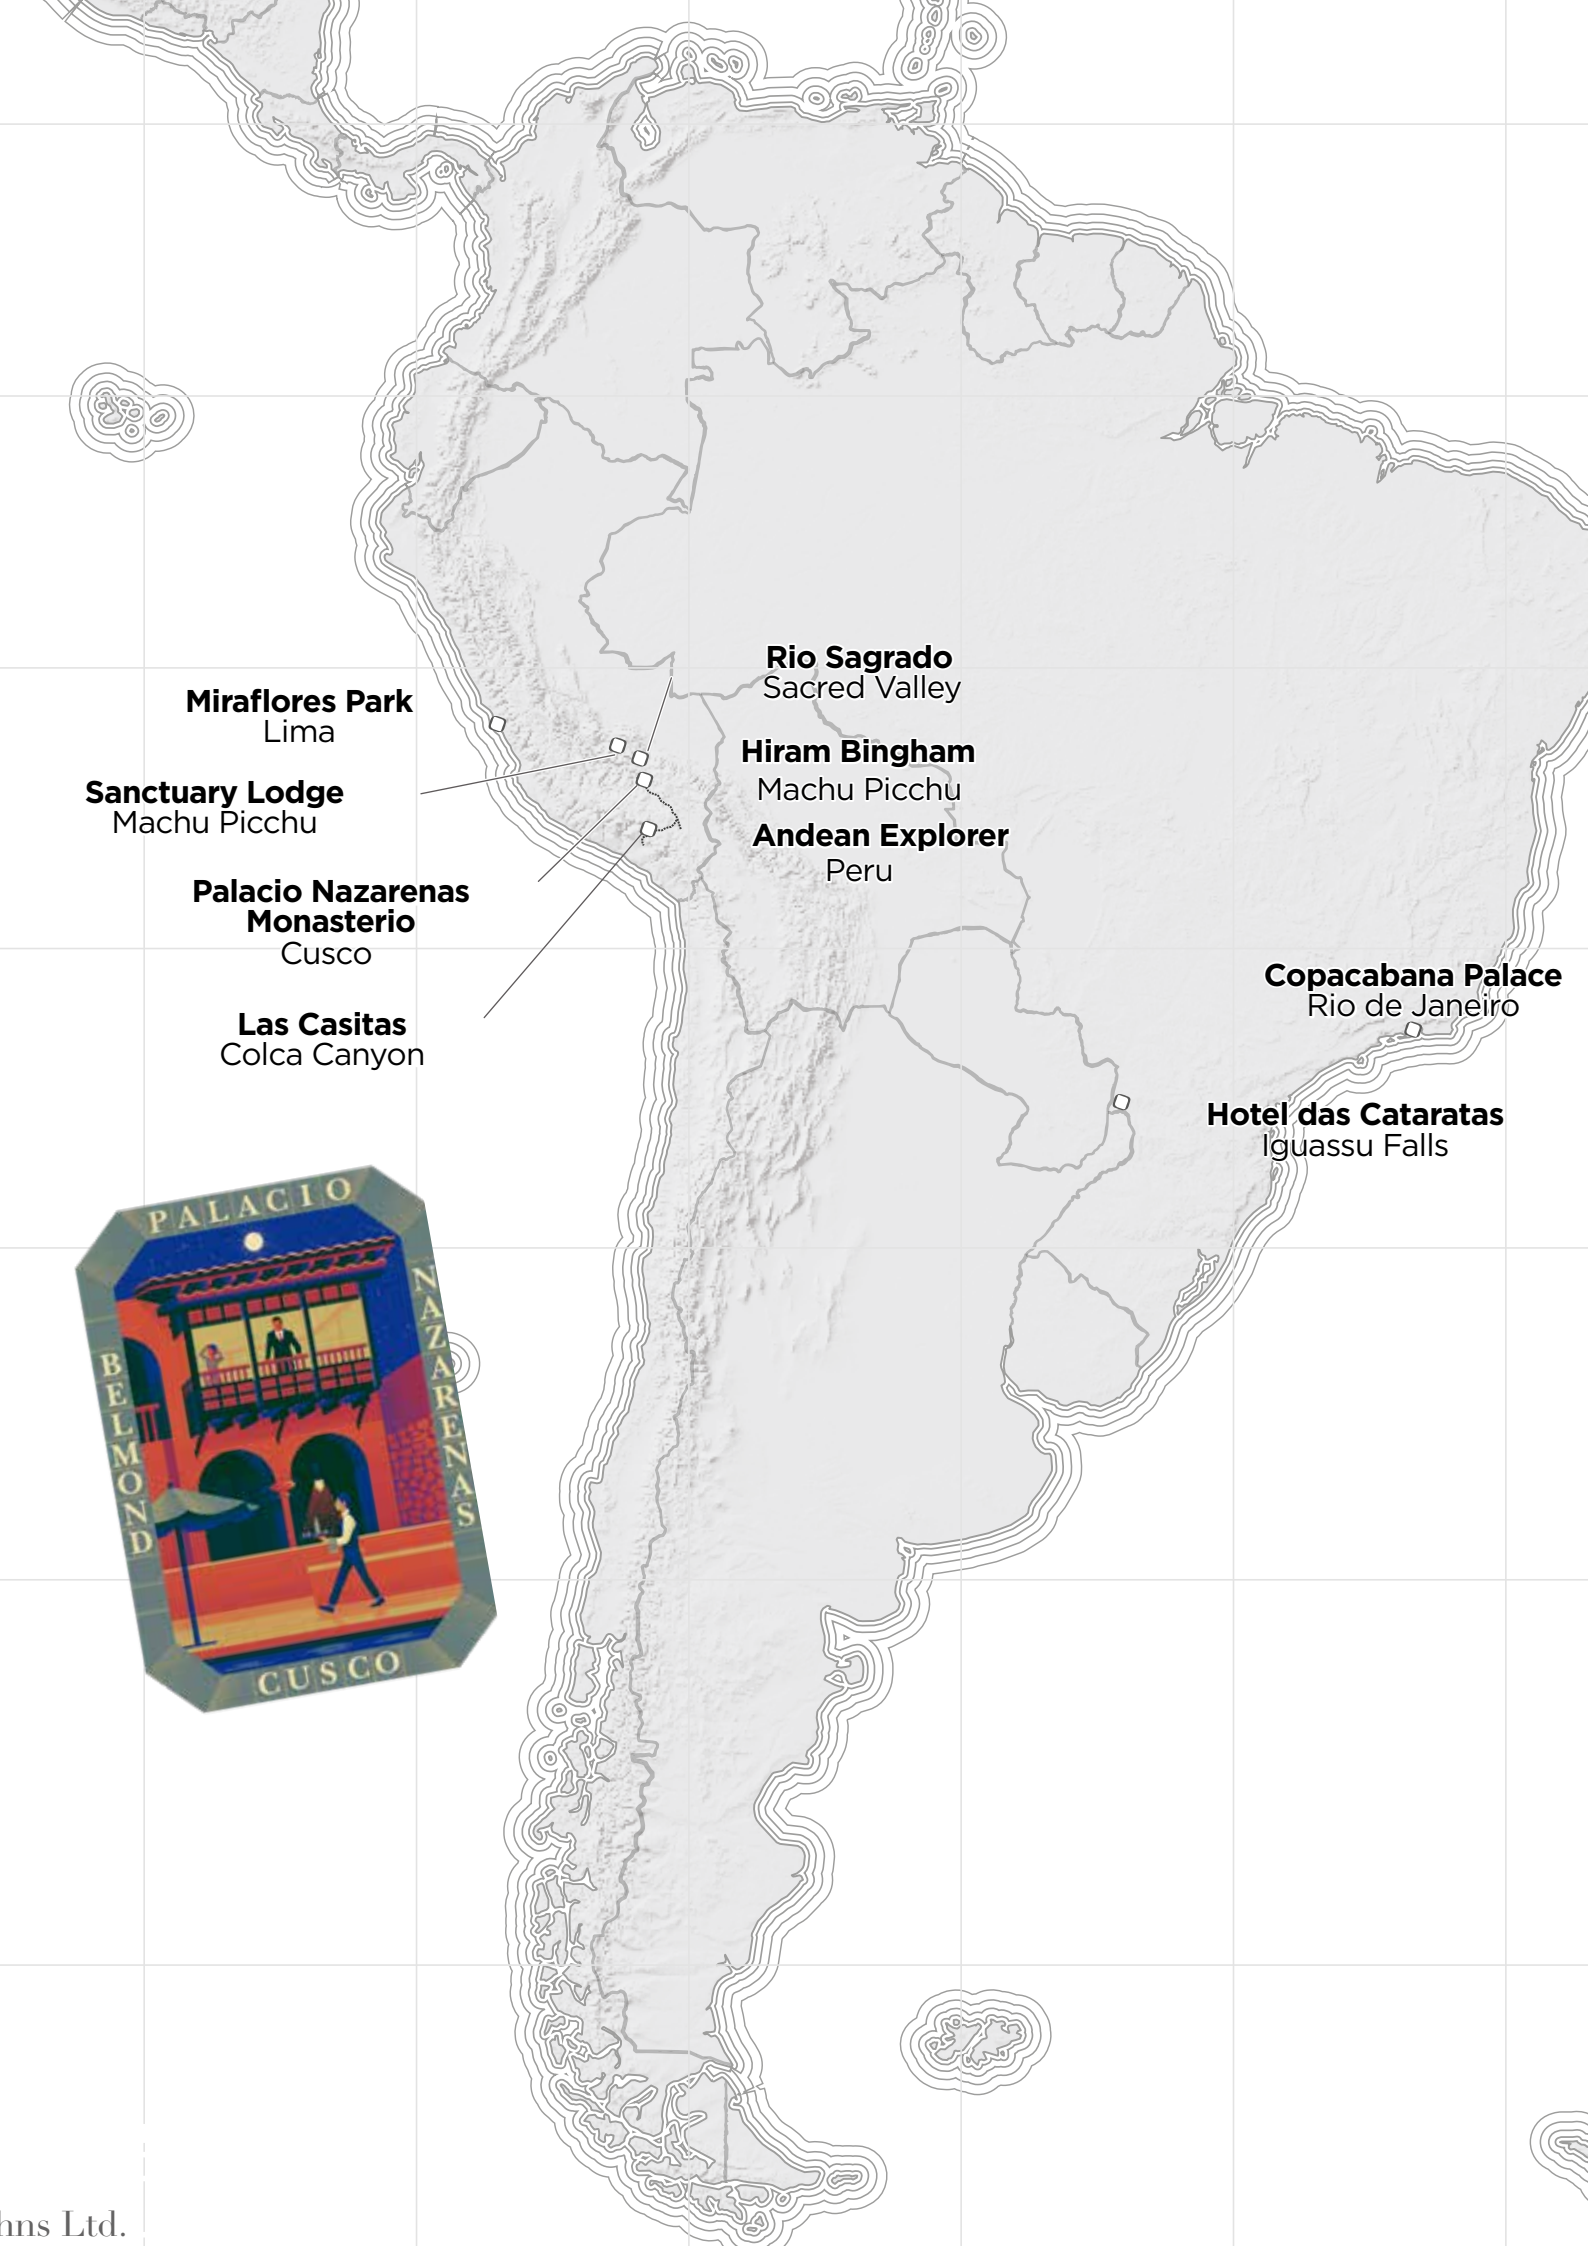 Rio Sagrado
Sacred Valley
Miraflores Park
Lima
Hiram Bingham
Machu Picchu
Sanctuary Lodge
Machu Picchu
Andean Explorer
Peru
Palacio Nazarenas
Monasterio
Cusco
Copacabana Palace
Rio de Janeiro
Las Casitas
Colca Canyon
Hotel das Cataratas
Iguassu Falls
PALACIO
NAZARENAS
BELMOND
CUSCO
Ltd.